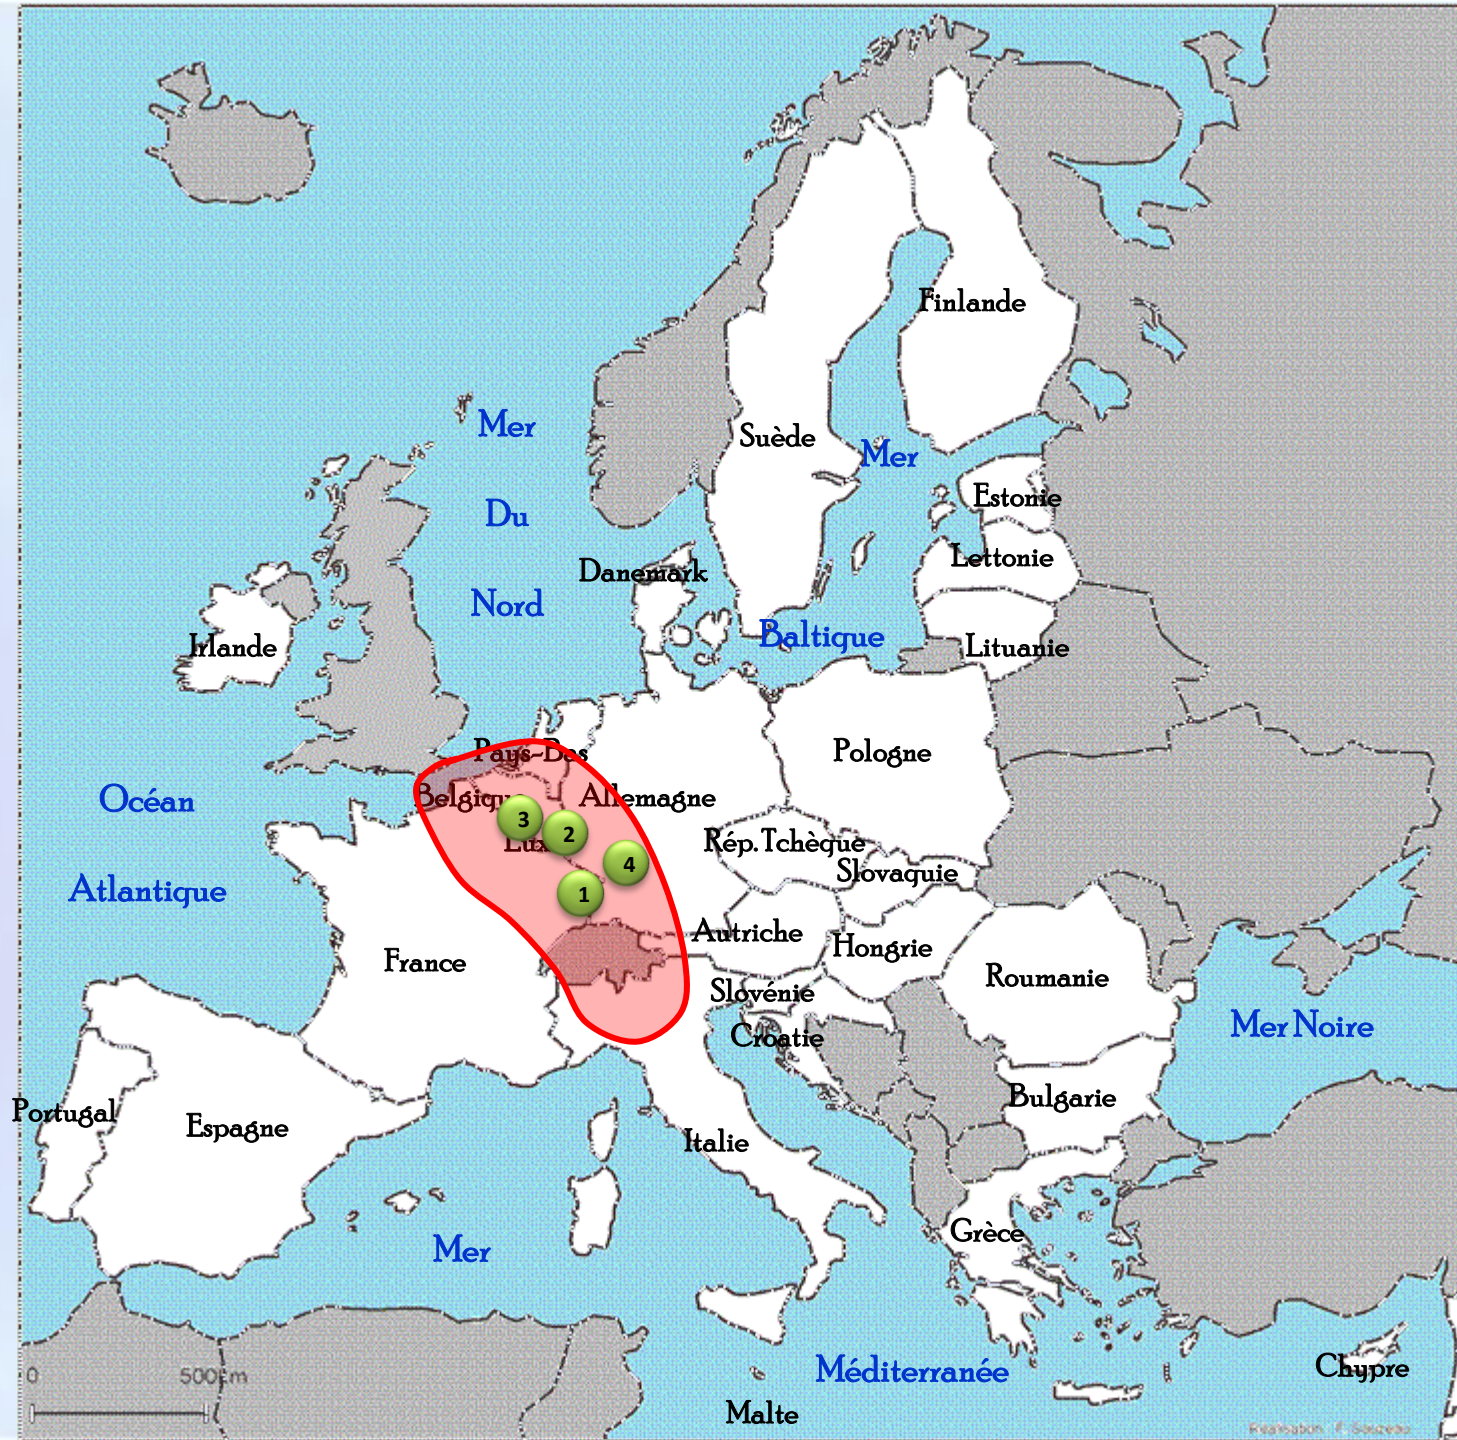 Finlande
Mer
Suède
Mer
Estonie
Du
Lettonie
Danemark
Nord
Baltique
Irlande
Lituanie
Pays-Bas
Pologne
Océan
Belgique
Allemagne
3
2
Lux
Rép. Tchèque
4
Slovaquie
Atlantique
1
Autriche
Hongrie
France
Roumanie
Slovénie
Mer Noire
Croatie
Bulgarie
Portugal
Espagne
Italie
Grèce
Mer
Méditerranée
Chypre
0
500km
Malte
Réalisation : F. Sauzeau